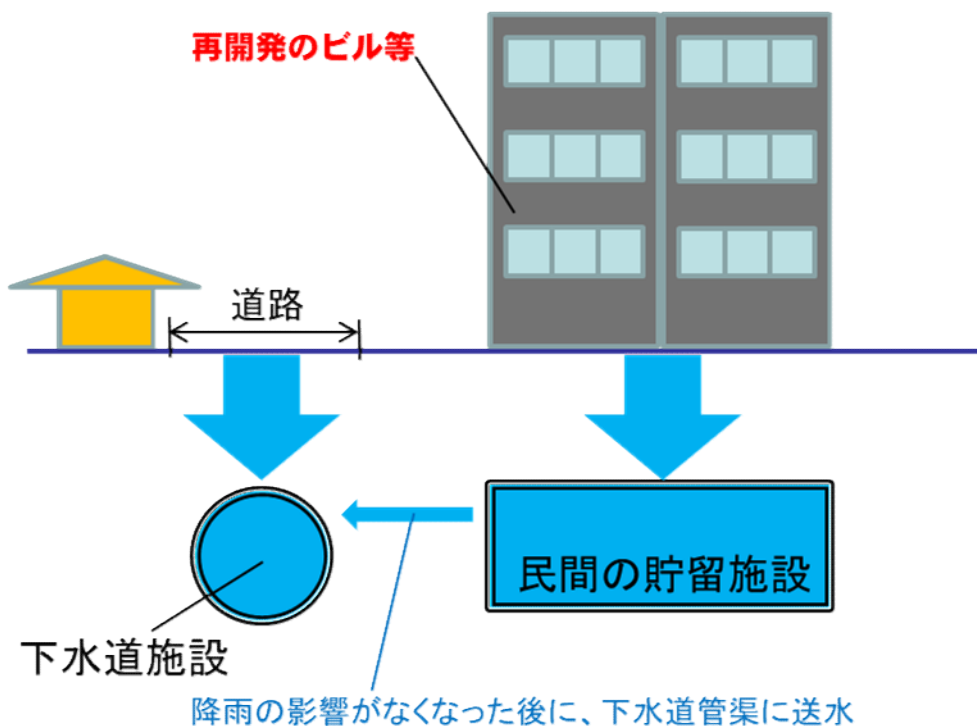 再開発のビル等
道路
民間の貯留施設
下水道施設
降雨の影響がなくなった後に、下水道管渠に送水